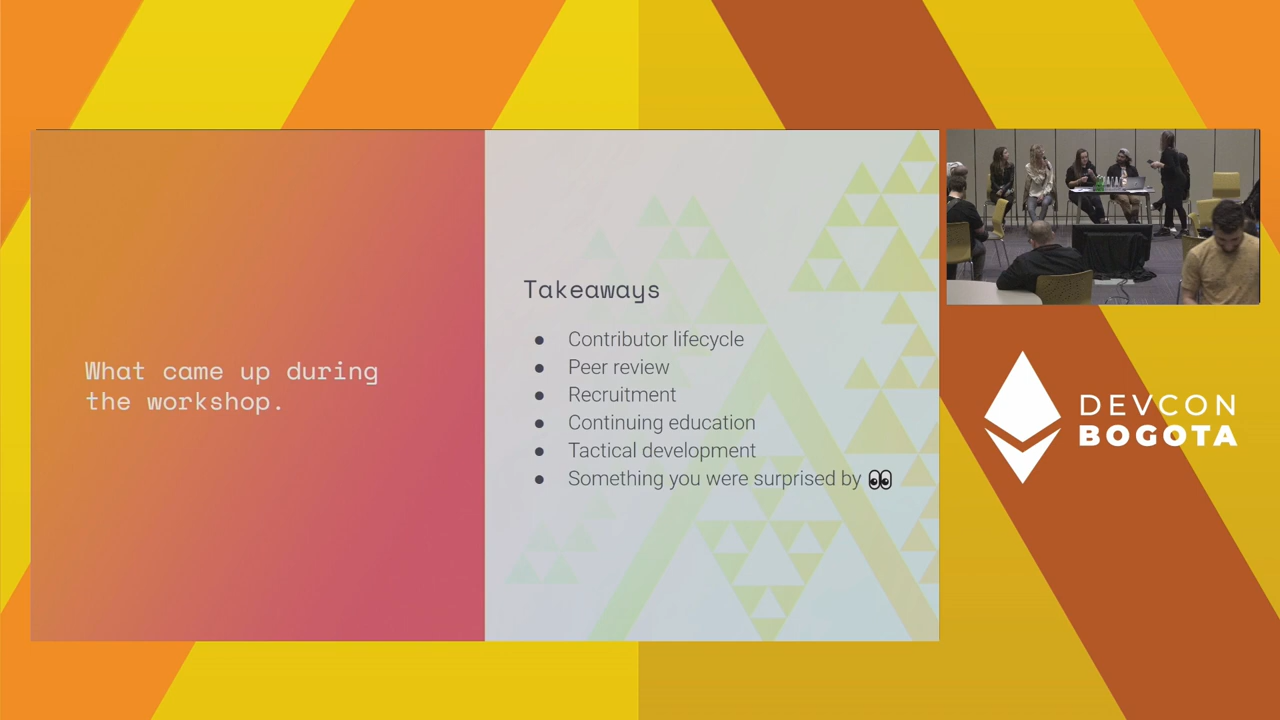 What came up during
the workshop.
Takeaways
● Contributor lifecycle
● Peer review
● Recruitment
● Continuing education
● Tactical development
● Something you were surprised by 👀
DEVCON
BOGOTA